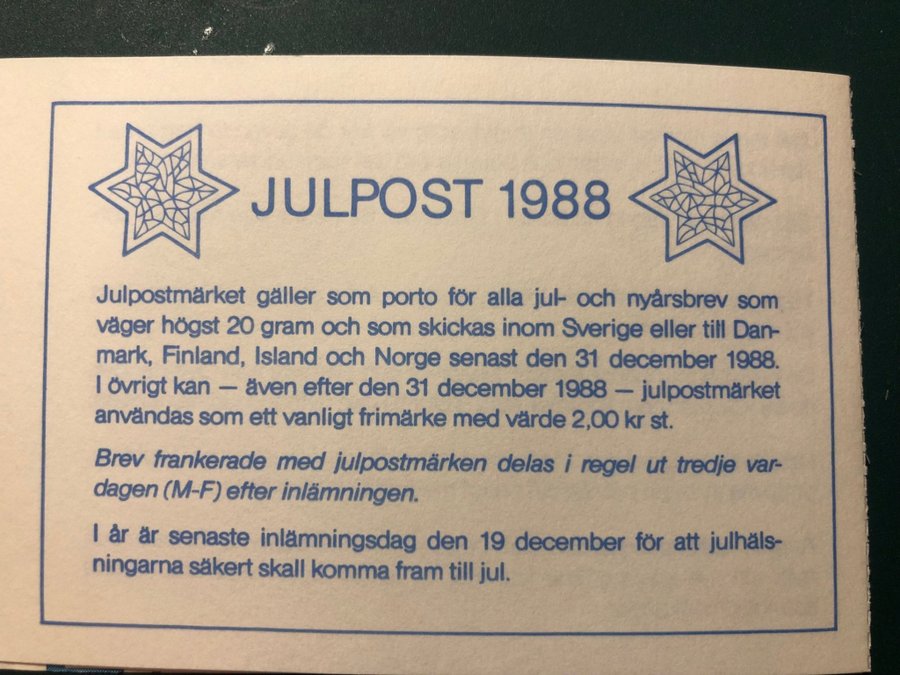 JULPOST 1988
Julpostmärket gäller som porto för alla jul- och nyårsbrev som
väger högst 20 gram och som skickas inom Sverige eller till Dan-
mark, Finland, Island och Norge senast den 31 december 1988.
I övrigt kan — även efter den 31 december 1988 — julpostmärket
användas som ett vanligt frimärke med värde 2,00 kr st.
Brev frankerade med julpostmärken delas i regel ut tredje var-
dagen (M-F) efter inlämningen.
I år är senaste inlämningsdag den 19 december för att julhäls-
ningarna säkert skall komma fram till jul.